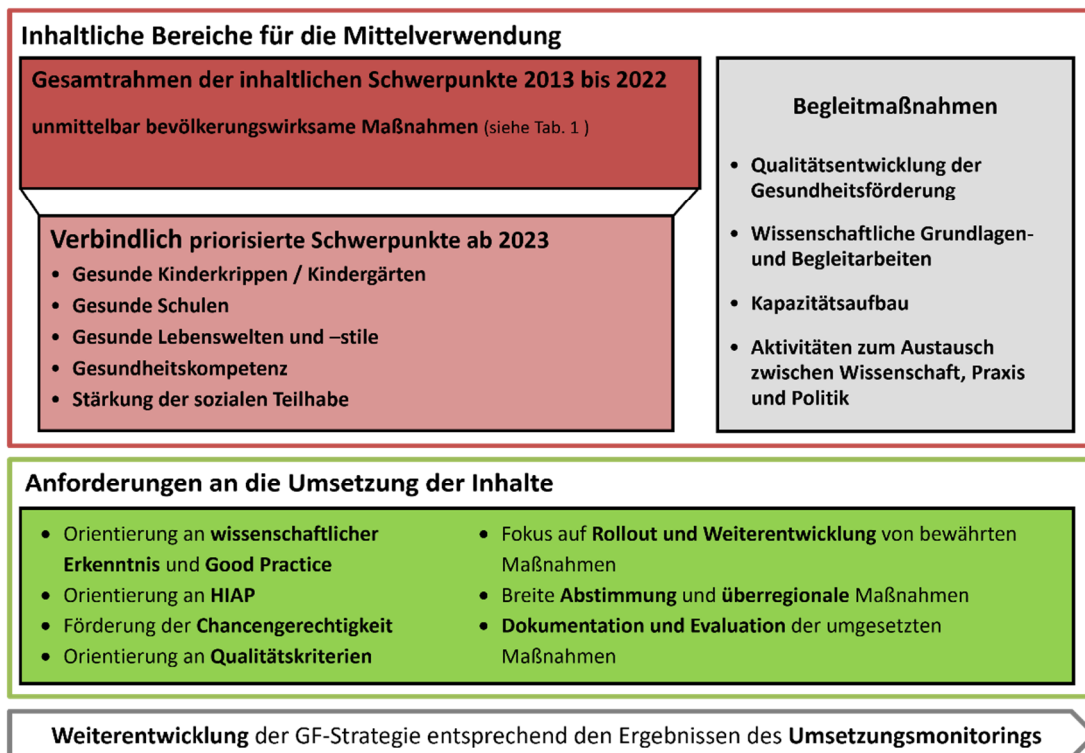 Inhaltliche Bereiche für die Mittelverwendung
Gesamtrahmen der inhaltlichen Schwerpunkte 2013 bis 2022
unmittelbar bevölkerungswirksame Maßnahmen (siehe Tab. 1 )
Verbindlich priorisierte Schwerpunkte ab 2023
• Gesunde Kinderkrippen / Kindergärten
• Gesunde Schulen
• Gesunde Lebenswelten und –stile
• Gesundheitskompetenz
• Stärkung der sozialen Teilhabe
Begleitmaßnahmen
• Qualitätsentwicklung der
Gesundheitsförderung
• Wissenschaftliche Grundlagen-
und Begleitarbeiten
• Kapazitätsaufbau
• Aktivitäten zum Austausch
zwischen Wissenschaft, Praxis
und Politik
Anforderungen an die Umsetzung der Inhalte
• Orientierung an wissenschaftlicher
Erkenntnis und Good Practice
• Orientierung an HIAP
• Förderung der Chancengerechtigkeit
• Orientierung an Qualitätskriterien
• Fokus auf Rollout und Weiterentwicklung von bewährten
Maßnahmen
• Breite Abstimmung und überregionale Maßnahmen
• Dokumentation und Evaluation der umgesetzten
Maßnahmen
Weiterentwicklung der GF-Strategie entsprechend den Ergebnissen des Umsetzungsmonitorings